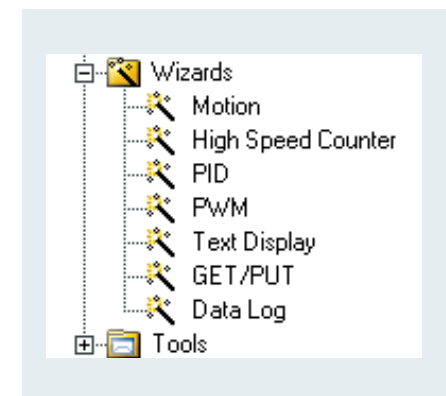 Wizards
Motion
High Speed Counter
PID
PWM
Text Display
GET/PUT
Data Log
Tools